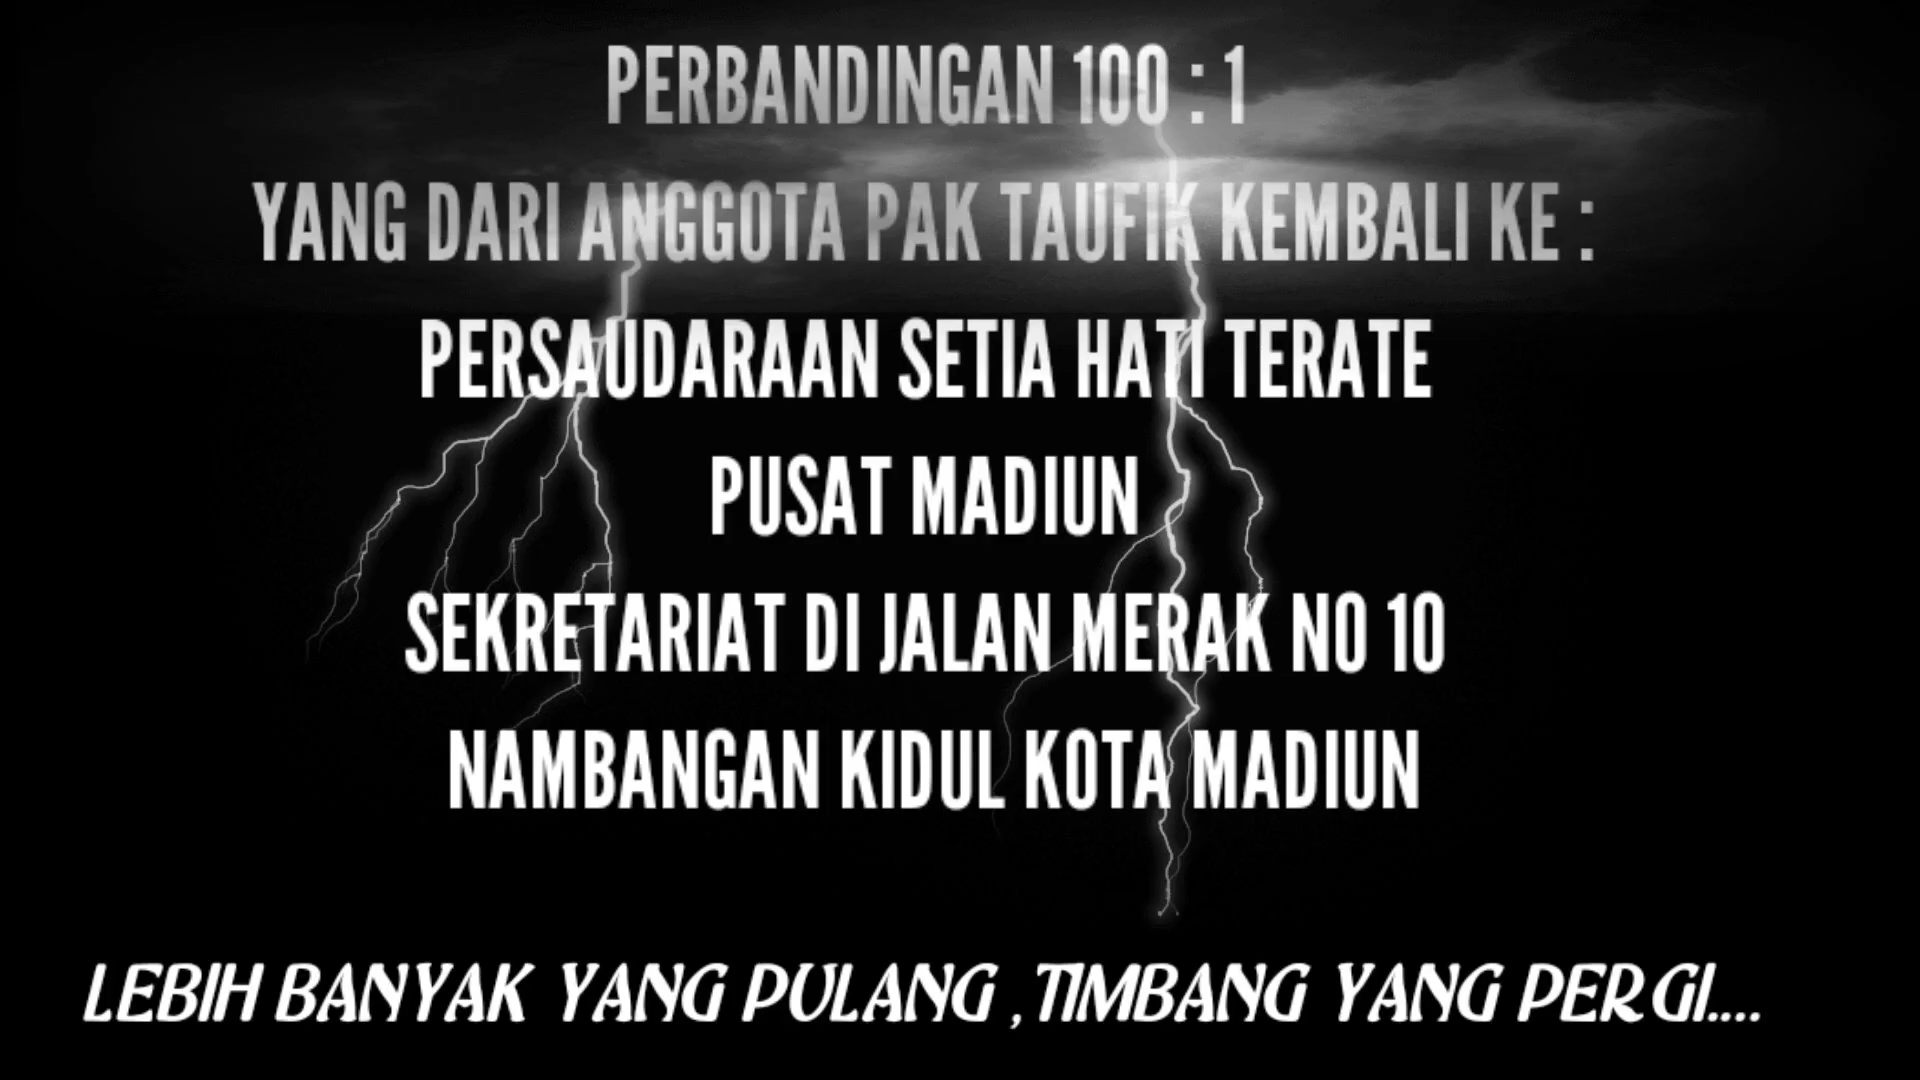 PERBANDINGAN 100 : 1
YANG DARI ANGGOTA PAK TAUFIK KEMBALI KE :
PERSAUDARAAN SETIA HATI TERATE
PUSAT MADIUN
SEKRETARIAT DI JALAN MERAK NO 10
NAMBANGAN KIDUL KOTA MADIUN
LEBIH BANYAK YANG PULANG ,TIMBANG YANG PERGI....